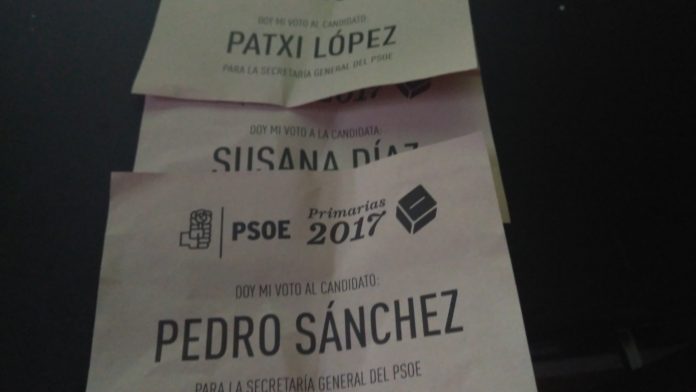 DOY MI VOTO AL CANDIDATO:
PATXI LÓPEZ
PARA LA SECRETARÍA GENERAL DEL PSOE
2017
DOY MI VOTO A LA CANDIDATA:
SUSANA DÍAZ
PSOE
Primarias
2017
DOY MI VOTO AL CANDIDATO:
PEDRO SÁNCHEZ
PARA LA SECRETARÍA GENERAL DEL PSOE